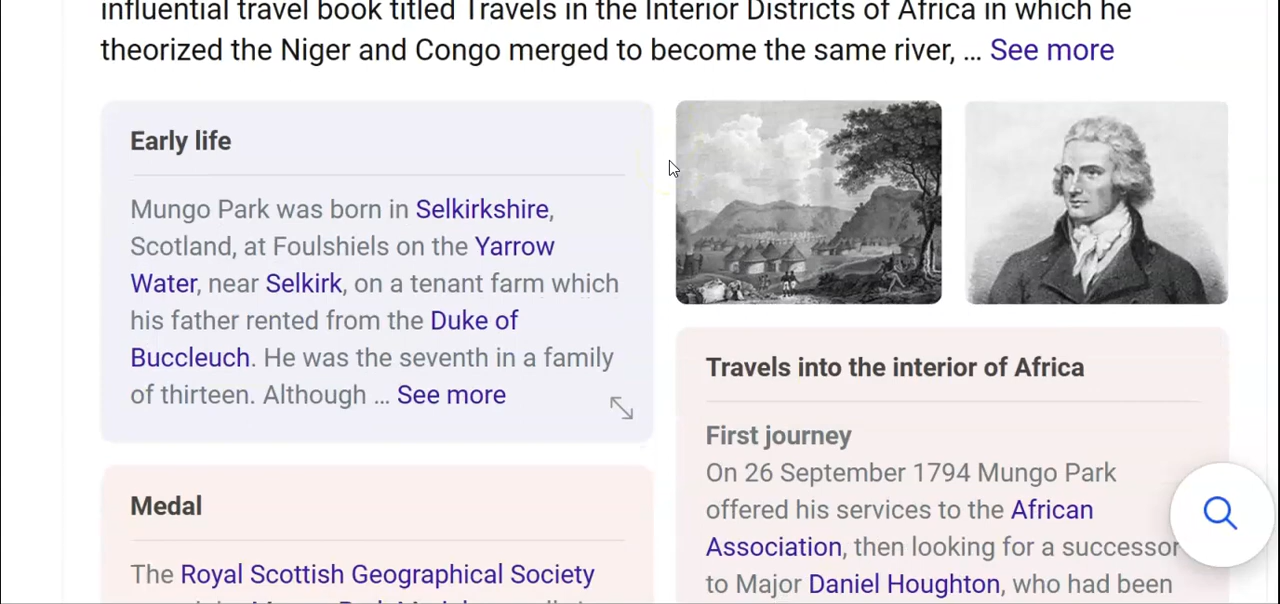 influential travel book titled Travels in the Interior Districts of Africa in which he
theorized the Niger and Congo merged to become the same river, ... See more
Early life
Mungo Park was born in Selkirkshire,
Scotland, at Foulshiels on the Yarrow
Water, near Selkirk, on a tenant farm which
his father rented from the Duke of
Buccleuch. He was the seventh in a family
of thirteen. Although ... See more
Medal
The Royal Scottish Geographical Society
Travels into the interior of Africa
First journey
On 26 September 1794 Mungo Park
offered his services to the African
Association, then looking for a successor
to Major Daniel Houghton, who had been